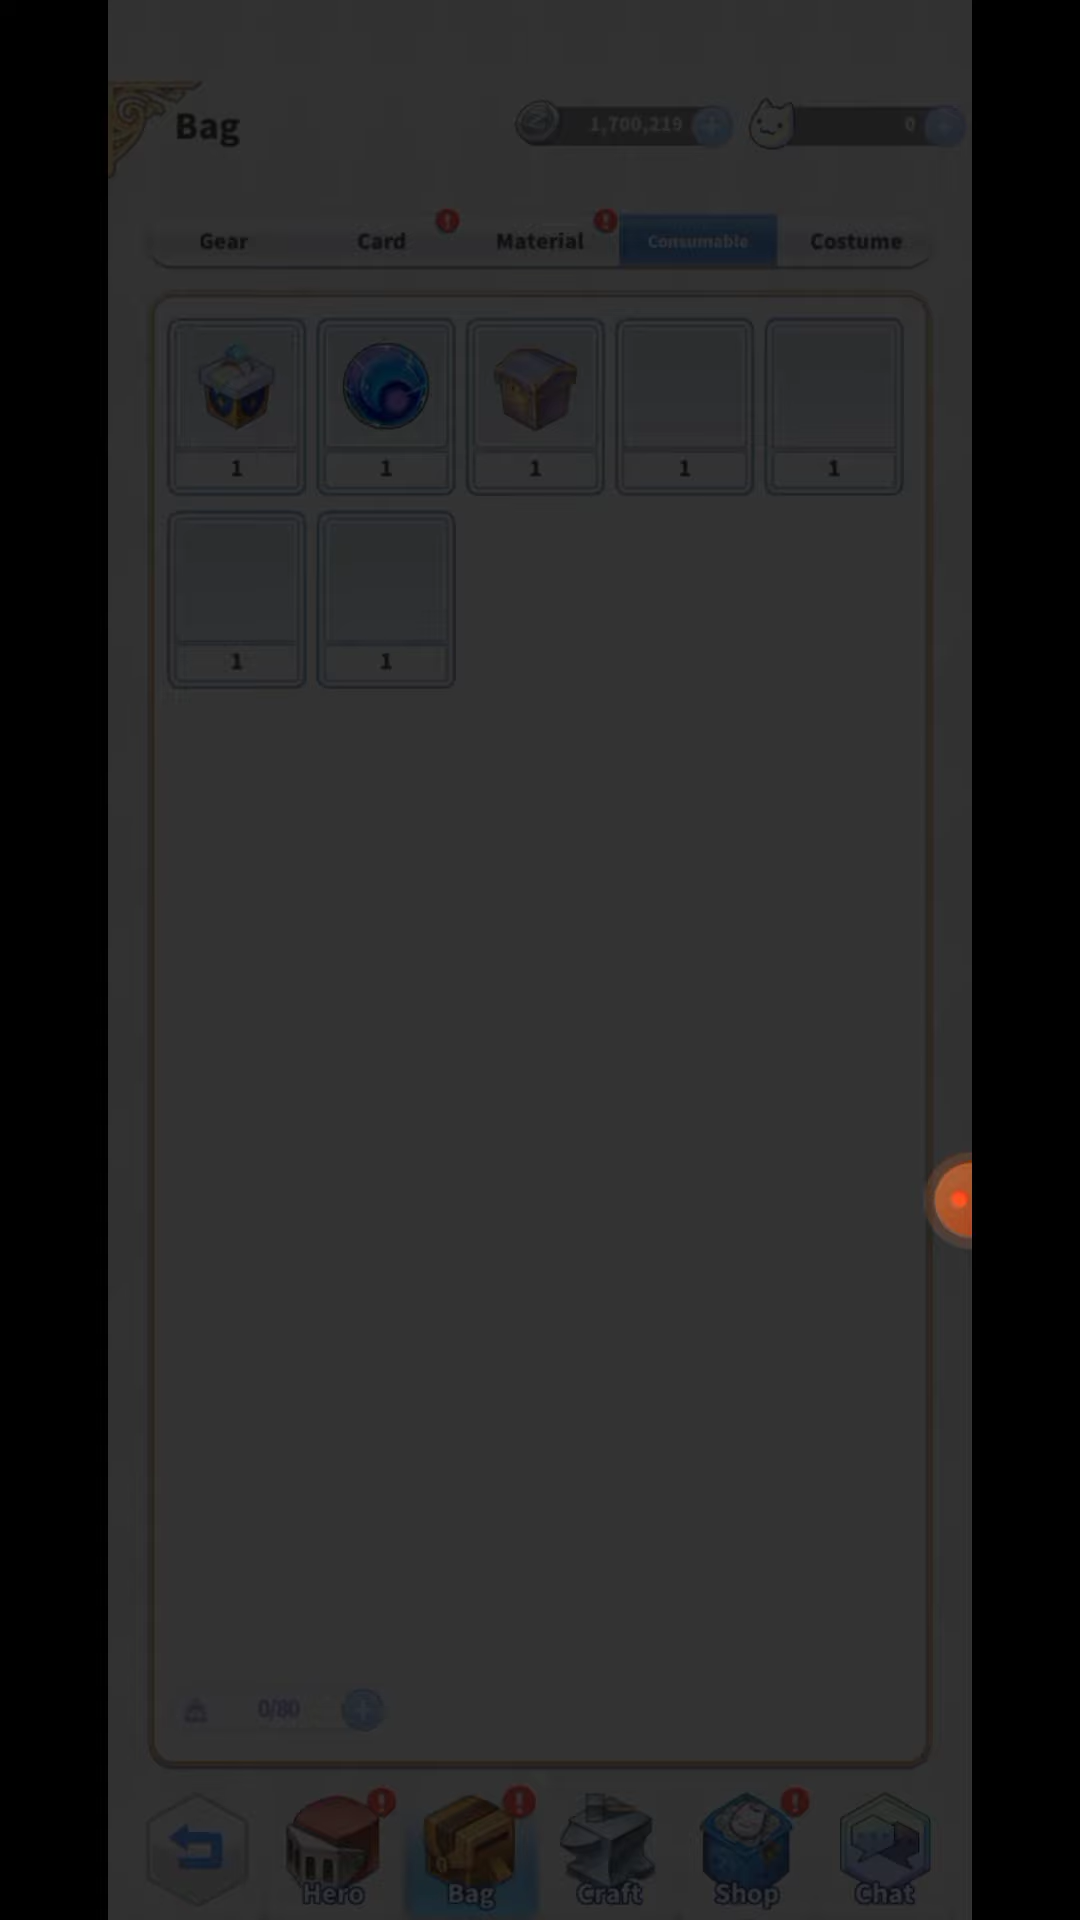 Bag
1,700,219
0
Gear
Card
Material
Consumable
Costume
1
1
1
1
1
1
1
0/80
Hero
Bag
Craft
Shop
Chat